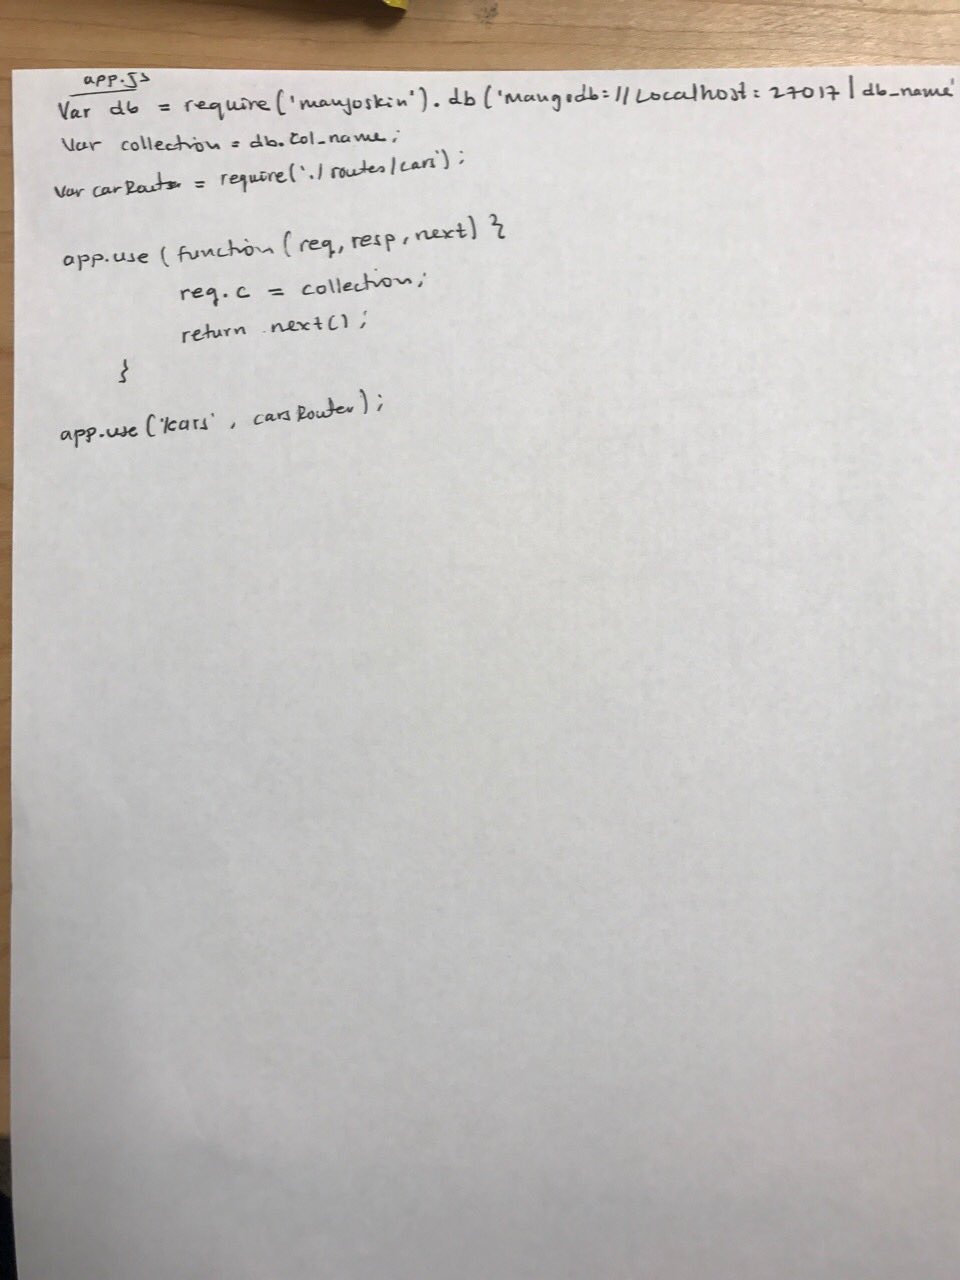 app.js
Var db = require('manjoskin').db('mangodb://Localhost:27017/db_name'
Var collection = db.col_name;
Var carRouter = require('./routes/cars');
app.use(function(req,resp,next) {
req.c = collection;
return next();
}
app.use('/cars', carsRouter);